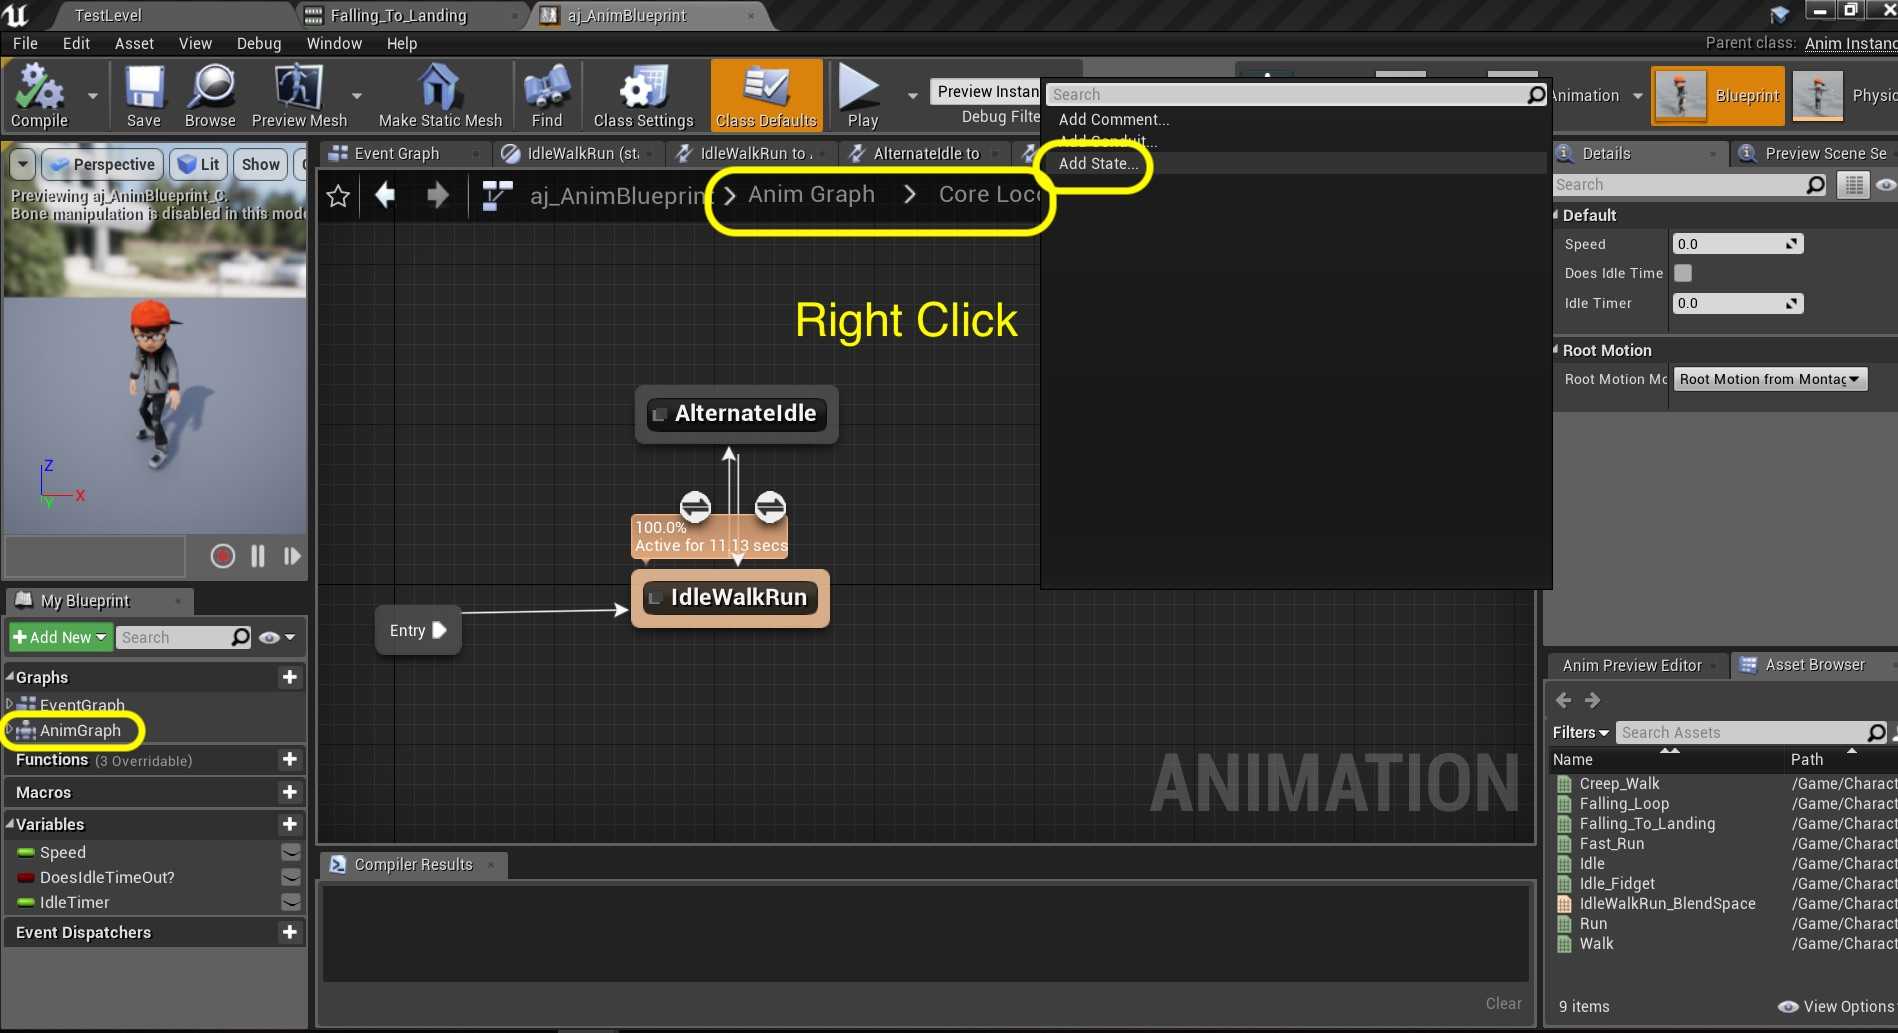 TestLevel
Falling_To_Landing
aj_AnimBlueprint
File Edit Asset View Debug Window Help
Parent class: Anim Instanc
Compile
Save
Browse
Preview Mesh
Make Static Mesh
Find
Class Settings
Class Defaults
Play
Preview Instan
Debug Filte
Search
Add Comment...
Add Conduit...
Add State...
Animation
Blueprint
Physic
Perspective
Lit
Show
Previewing aj_AnimBlueprint_C.
Bone manipulation is disabled in this mode
Z
X
Y
Event Graph
IdleWalkRun (st
IdleWalkRun to
AlternateIdle to
aj_AnimBlueprint > Anim Graph > Core Loc
Right Click
AlternateIdle
100.0%
Active for 11.13 secs
IdleWalkRun
Entry
ANIMATION
Details
Preview Scene Se
Search
Default
Speed 0.0
Does Idle Time
Idle Timer 0.0
Root Motion
Root Motion Mo Root Motion from Montag
My Blueprint
Add New
Search
Graphs
EventGraph
AnimGraph
Functions (3 Overridable)
Macros
Variables
Speed
DoesIdleTimeOut?
IdleTimer
Event Dispatchers
Compiler Results
Clear
Anim Preview Editor
Asset Browser
Filters
Search Assets
Name Path
Creep_Walk /Game/Charact
Falling_Loop /Game/Charact
Falling_To_Landing /Game/Charact
Fast_Run /Game/Charact
Idle /Game/Charact
Idle_Fidget /Game/Charact
IdleWalkRun_BlendSpace /Game/Charact
Run /Game/Charact
Walk /Game/Charact
9 items
View Options